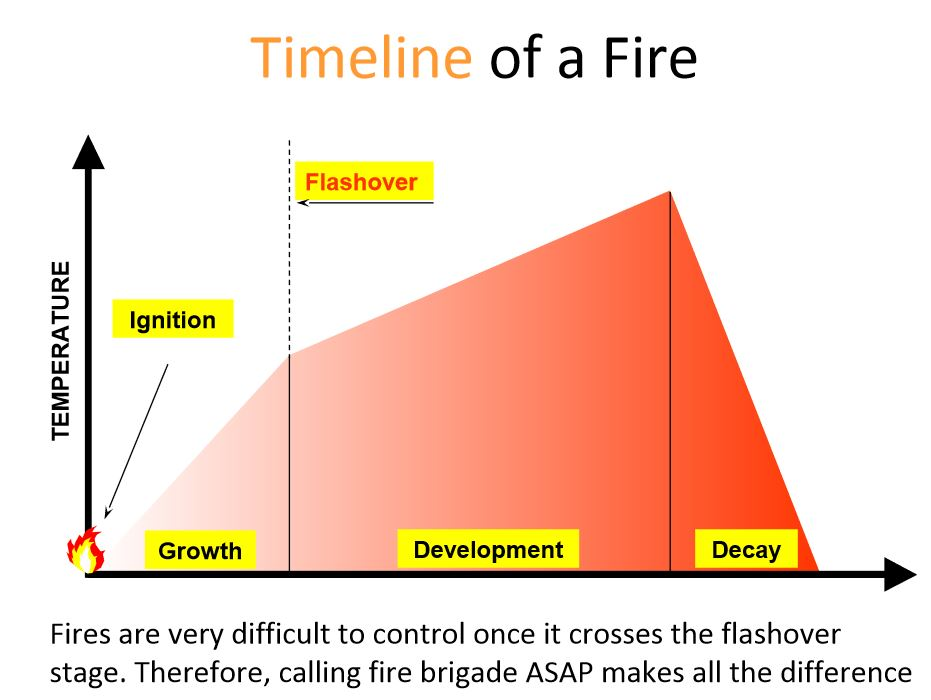 Timeline of a Fire
Flashover
Ignition
TEMPERATURE
Growth
Development
Decay
Fires are very difficult to control once it crosses the flashover
stage. Therefore, calling fire brigade ASAP makes all the difference